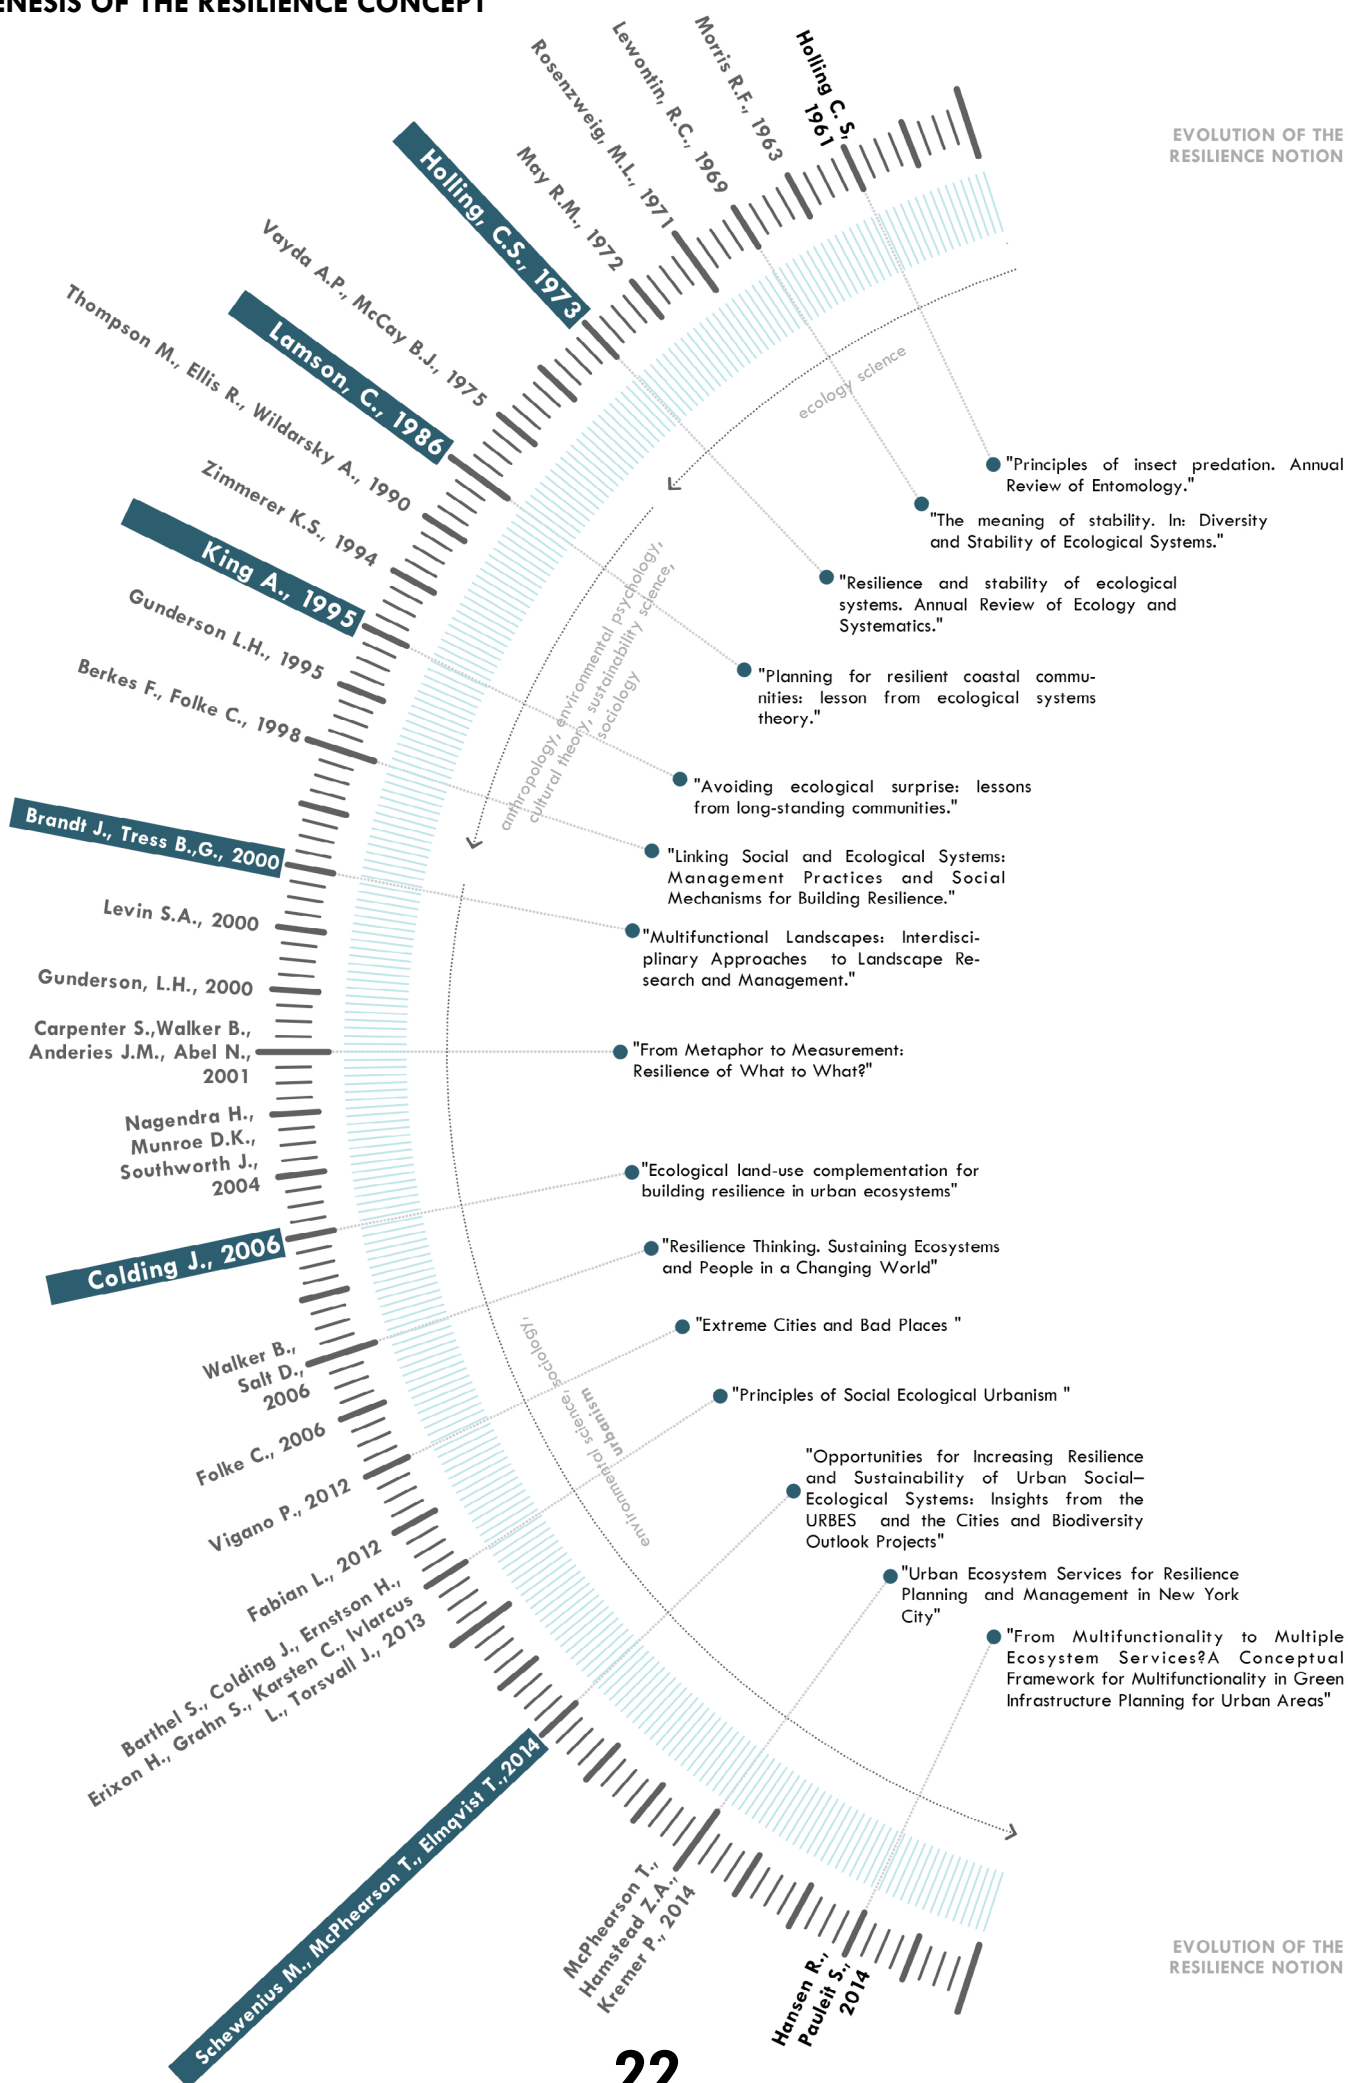 ENESIS OF THE RESILIENCE CONCEPT
EVOLUTION OF THE
RESILIENCE NOTION
Holling C. S,
1961
Morris R.F., 1963
Lewontin, R.C., 1969
Rosenzweig, M.L., 1971
May R.M., 1972
Holling, C.S., 1973
Vayda A.P., McCay B.J., 1975
Lamson, C., 1986
Thompson M., Ellis R., Wildarsky A., 1990
Zimmerer K.S., 1994
King A., 1995
Gunderson L.H., 1995
Berkes F., Folke C., 1998
Brandt J., Tress B.,G., 2000
Levin S.A., 2000
Gunderson, L.H., 2000
Carpenter S.,Walker B.,
Anderies J.M., Abel N.,
2001
Nagendra H.,
Munroe D.K.,
Southworth J.,
2004
Colding J., 2006
Walker B.,
Salt D.,
2006
Folke C., 2006
Vigano P., 2012
Fabian L., 2012
Barthel S., Colding J., Ernstson H.,
Erixon H., Grahn S., Karsten C., Ivlarcus
L., Torsvall J., 2013
Schewenius M., McPhearson T., Elmqvist T.,2014
McPhearson T.,
Hamstead Z.A.,
Kremer P., 2014
Hansen R.,
Pauleit S.,
2014
ecology science
anthropology, environmental psychology,
cultural theory, sustainability science,
sociology
environmental science, sociology,
urbanism
"Principles of insect predation. Annual
Review of Entomology."
"The meaning of stability. In: Diversity
and Stability of Ecological Systems."
"Resilience and stability of ecological
systems. Annual Review of Ecology and
Systematics."
"Planning for resilient coastal commu-
nities: lesson from ecological systems
theory."
"Avoiding ecological surprise: lessons
from long-standing communities."
"Linking Social and Ecological Systems:
Management Practices and Social
Mechanisms for Building Resilience."
"Multifunctional Landscapes: Interdisci-
plinary Approaches to Landscape Re-
search and Management."
"From Metaphor to Measurement:
Resilience of What to What?"
"Ecological land-use complementation for
building resilience in urban ecosystems"
"Resilience Thinking. Sustaining Ecosystems
and People in a Changing World"
"Extreme Cities and Bad Places "
"Principles of Social Ecological Urbanism "
"Opportunities for Increasing Resilience
and Sustainability of Urban Social–
Ecological Systems: Insights from the
URBES and the Cities and Biodiversity
Outlook Projects"
"Urban Ecosystem Services for Resilience
Planning and Management in New York
City"
"From Multifunctionality to Multiple
Ecosystem Services?A Conceptual
Framework for Multifunctionality in Green
Infrastructure Planning for Urban Areas"
EVOLUTION OF THE
RESILIENCE NOTION
22